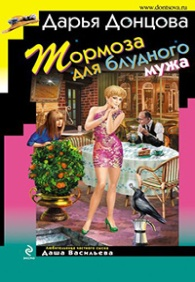 www.dontsova.ru
Дарья Донцова
Тормоза
для блудного
мужа
любительница частного сыска
Даша Васильева